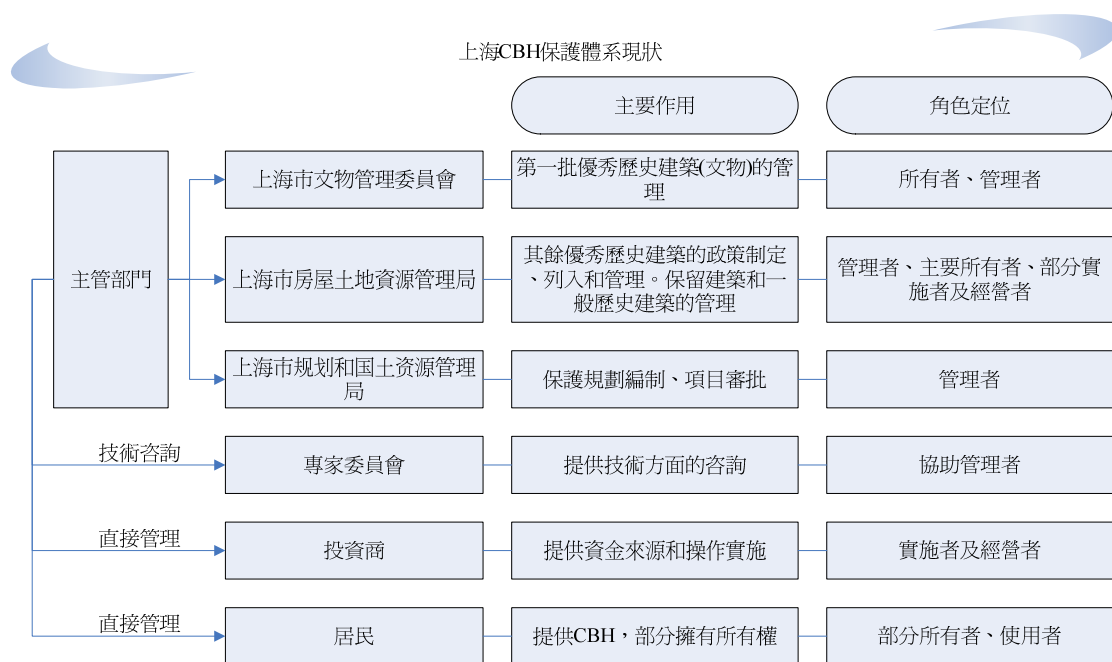 上海CBH保護體系現狀
主要作用
角色定位
主管部門
上海市文物管理委員會
第一批優秀歷史建築(文物)的管
理
所有者、管理者
上海市房屋土地資源管理局
其餘優秀歷史建築的政策制定
、列入和管理。保留建築和一
般歷史建築的管理
管理者、主要所有者、部分實
施者及經營者
上海市规划和国土资源管理
局
保護規劃編制、項目審批
管理者
技術咨詢
專家委員會
提供技術方面的咨詢
協助管理者
直接管理
投資商
提供資金來源和操作實施
實施者及經營者
直接管理
居民
提供CBH，部分擁有所有權
部分所有者、使用者